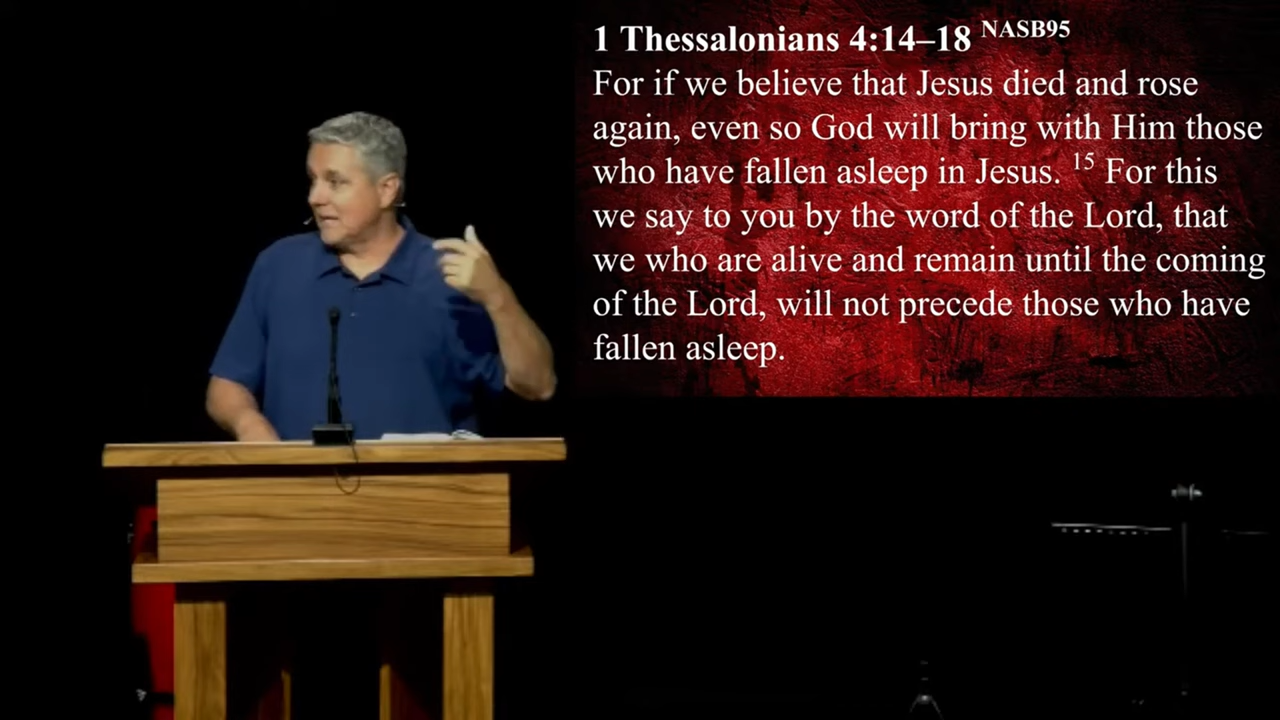 1 Thessalonians 4:14–18 NASB95
For if we believe that Jesus died and rose
again, even so God will bring with Him those
who have fallen asleep in Jesus. 15 For this
we say to you by the word of the Lord, that
we who are alive and remain until the coming
of the Lord, will not precede those who have
fallen asleep.